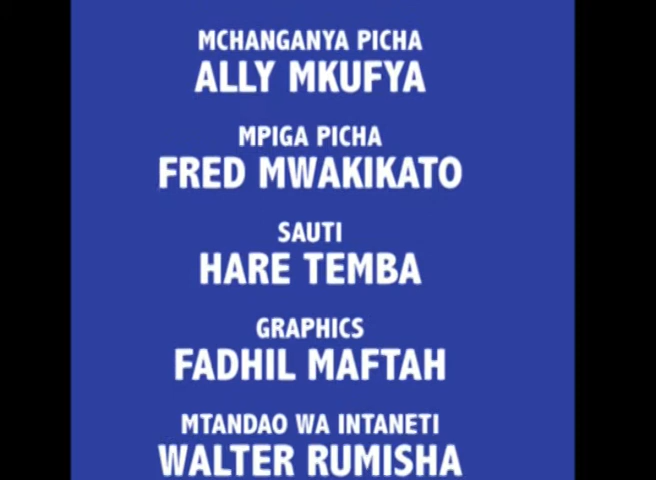 MCHANGANYA PICHA
ALLY MKUFYA
MPIGA PICHA
FRED MWAKIKATO
SAUTI
HARE TEMBA
GRAPHICS
FADHIL MAFTAH
MTANDAO WA INTANETI
WALTER RUMISHA